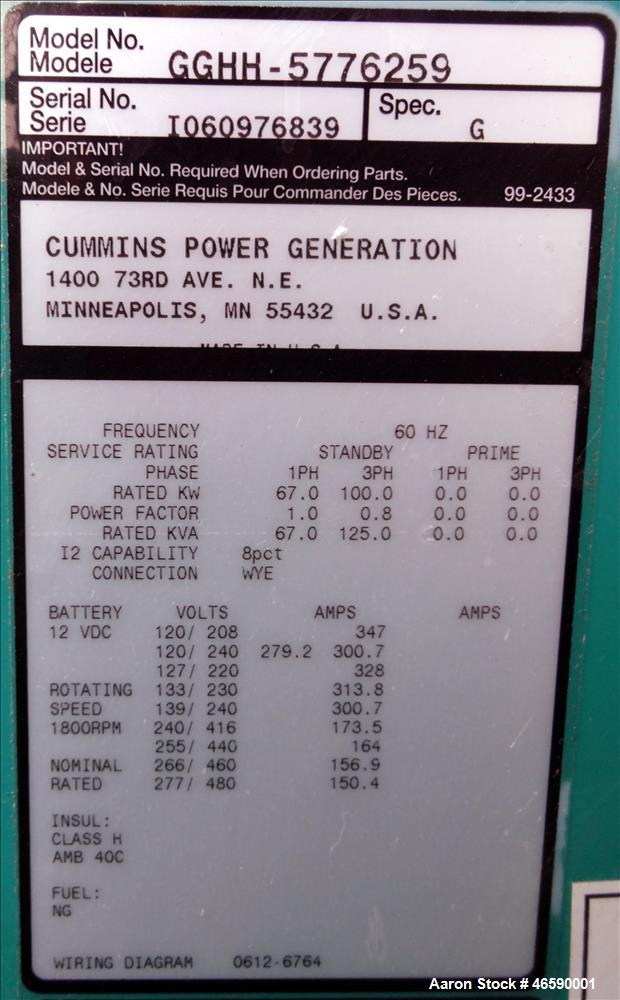 Model No.
Modele GGHH-5776259
Serial No.
Serie I060976839
Spec.
G
IMPORTANT!
Model & Serial No. Required When Ordering Parts.
Modele & No. Serie Requis Pour Commander Des Pieces. 99-2433
CUMMINS POWER GENERATION
1400 73RD AVE. N.E.
MINNEAPOLIS, MN 55432 U.S.A.
MADE IN U.S.A.
FREQUENCY 60 HZ
SERVICE RATING STANDBY PRIME
PHASE 1PH 3PH 1PH 3PH
RATED KW 67.0 100.0 0.0 0.0
POWER FACTOR 1.0 0.8 0.0 0.0
RATED KVA 67.0 125.0 0.0 0.0
I2 CAPABILITY 8pct
CONNECTION WYE
BATTERY VOLTS AMPS AMPS
12 VDC 120/ 208 347
120/ 240 279.2 300.7
127/ 220 328
ROTATING 133/ 230 313.8
SPEED 139/ 240 300.7
1800RPM 240/ 416 173.5
255/ 440 164
NOMINAL 266/ 460 156.9
RATED 277/ 480 150.4
INSUL:
CLASS H
AMB 40C
FUEL:
NG
WIRING DIAGRAM 0612-6764
Aaron Stock # 46590001